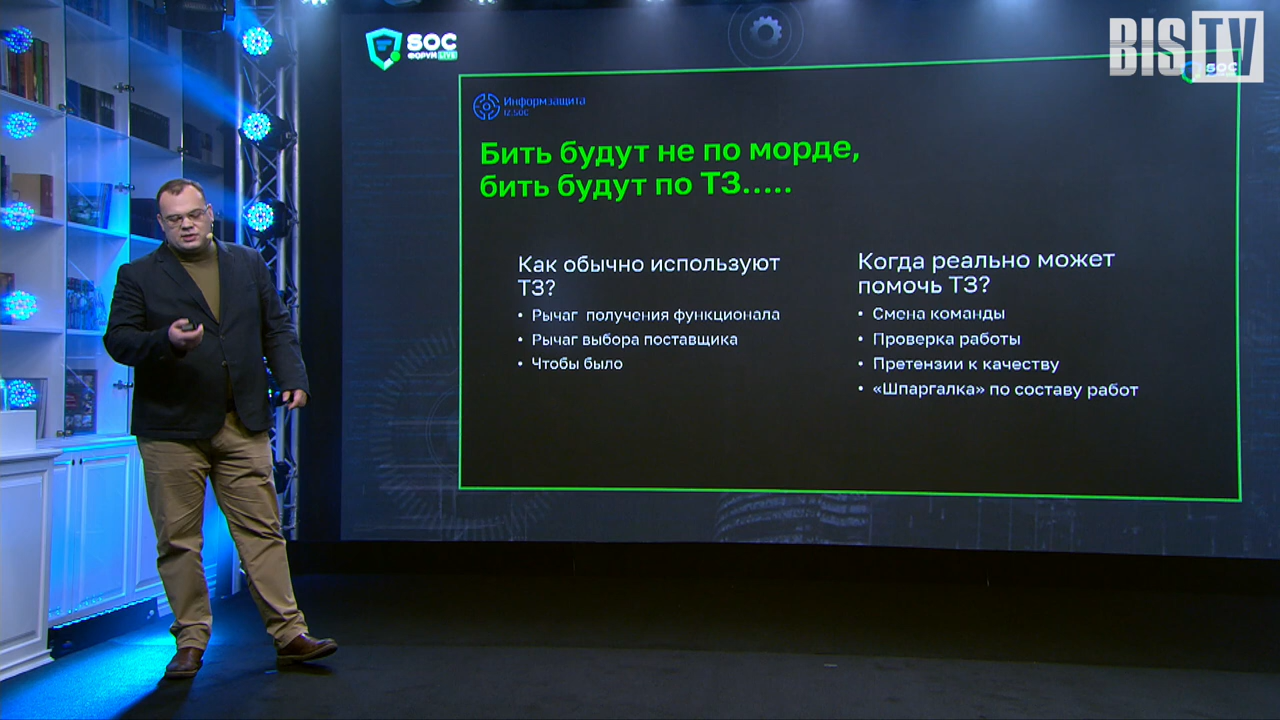 SOC
ФОРУМ LIVE
BIS TV
SOC
Информзащита
IZ:SOC
Бить будут не по морде,
бить будут по ТЗ.....
Как обычно используют
ТЗ?
• Рычаг получения функционала
• Рычаг выбора поставщика
• Чтобы было
Когда реально может
помочь ТЗ?
• Смена команды
• Проверка работы
• Претензии к качеству
• «Шпаргалка» по составу работ